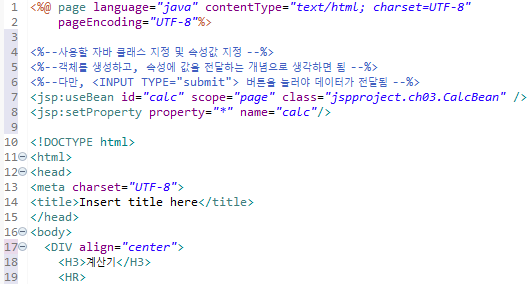 1 <%@ page language="java" contentType="text/html; charset=UTF-8"
2     pageEncoding="UTF-8"%>
3
4 <%--사용할 자바 클래스 지정 및 속성값 지정 --%>
5 <%--객체를 생성하고, 속성에 값을 전달하는 개념으로 생각하면 됨 --%>
6 <%--다만, <INPUT TYPE="submit"> 버튼을 눌러야 데이터가 전달됨 --%>
7 <jsp:useBean id="calc" scope="page" class="jspproject.ch03.CalcBean" />
8 <jsp:setProperty property="*" name="calc"/>
9
10 <!DOCTYPE html>
11 <html>
12 <head>
13 <meta charset="UTF-8">
14 <title>Insert title here</title>
15 </head>
16 <body>
17   <DIV align="center">
18     <H3>계산기</H3>
19     <HR>